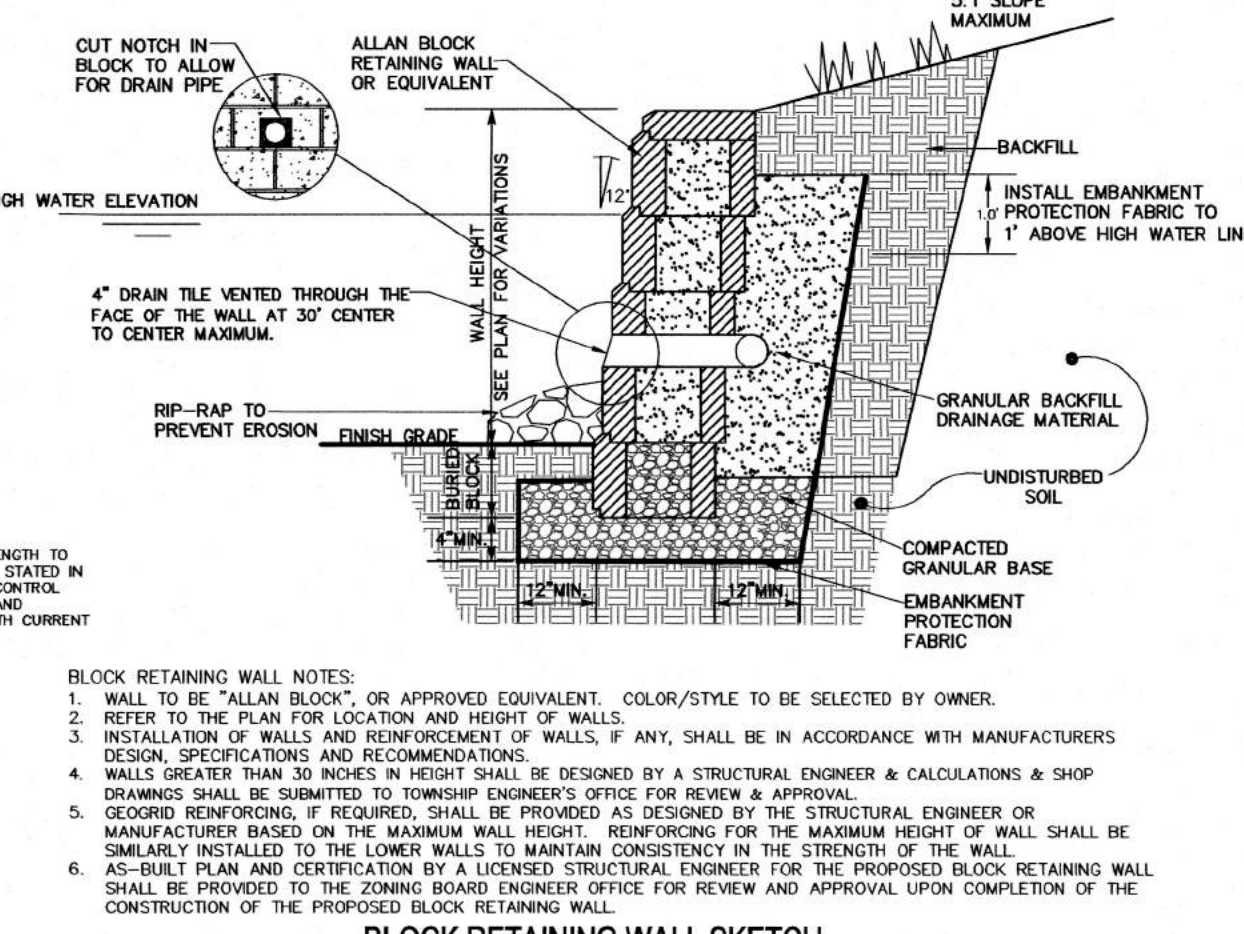 MAXIMUM
CUT NOTCH IN
BLOCK TO ALLOW
FOR DRAIN PIPE
ALLAN BLOCK
RETAINING WALL
OR EQUIVALENT
WATER ELEVATION
12"
WALL HEIGHT
SEE PLAN FOR VARIATIONS
BACKFILL
1.0'
INSTALL EMBANKMENT
PROTECTION FABRIC TO
1' ABOVE HIGH WATER LIN
4" DRAIN TILE VENTED THROUGH THE
FACE OF THE WALL AT 30' CENTER
TO CENTER MAXIMUM.
RIP-RAP TO
PREVENT EROSION
FINISH GRADE
BURIED
BLOCK
4"MIN.
12"MIN.
12"MIN.
GRANULAR BACKFILL
DRAINAGE MATERIAL
UNDISTURBED
SOIL
COMPACTED
GRANULAR BASE
EMBANKMENT
PROTECTION
FABRIC
TO
STATED IN
CONTROL
AND
CURRENT
BLOCK RETAINING WALL NOTES:
1. WALL TO BE "ALLAN BLOCK", OR APPROVED EQUIVALENT. COLOR/STYLE TO BE SELECTED BY OWNER.
2. REFER TO THE PLAN FOR LOCATION AND HEIGHT OF WALLS.
3. INSTALLATION OF WALLS AND REINFORCEMENT OF WALLS, IF ANY, SHALL BE IN ACCORDANCE WITH MANUFACTURERS
DESIGN, SPECIFICATIONS AND RECOMMENDATIONS.
4. WALLS GREATER THAN 30 INCHES IN HEIGHT SHALL BE DESIGNED BY A STRUCTURAL ENGINEER & CALCULATIONS & SHOP
DRAWINGS SHALL BE SUBMITTED TO TOWNSHIP ENGINEER'S OFFICE FOR REVIEW & APPROVAL.
5. GEOGRID REINFORCING, IF REQUIRED, SHALL BE PROVIDED AS DESIGNED BY THE STRUCTURAL ENGINEER OR
MANUFACTURER BASED ON THE MAXIMUM WALL HEIGHT. REINFORCING FOR THE MAXIMUM HEIGHT OF WALL SHALL BE
SIMILARLY INSTALLED TO THE LOWER WALLS TO MAINTAIN CONSISTENCY IN THE STRENGTH OF THE WALL.
6. AS-BUILT PLAN AND CERTIFICATION BY A LICENSED STRUCTURAL ENGINEER FOR THE PROPOSED BLOCK RETAINING WALL
SHALL BE PROVIDED TO THE ZONING BOARD ENGINEER OFFICE FOR REVIEW AND APPROVAL UPON COMPLETION OF THE
CONSTRUCTION OF THE PROPOSED BLOCK RETAINING WALL.
BLOCK RETAINING WALL SKETCH